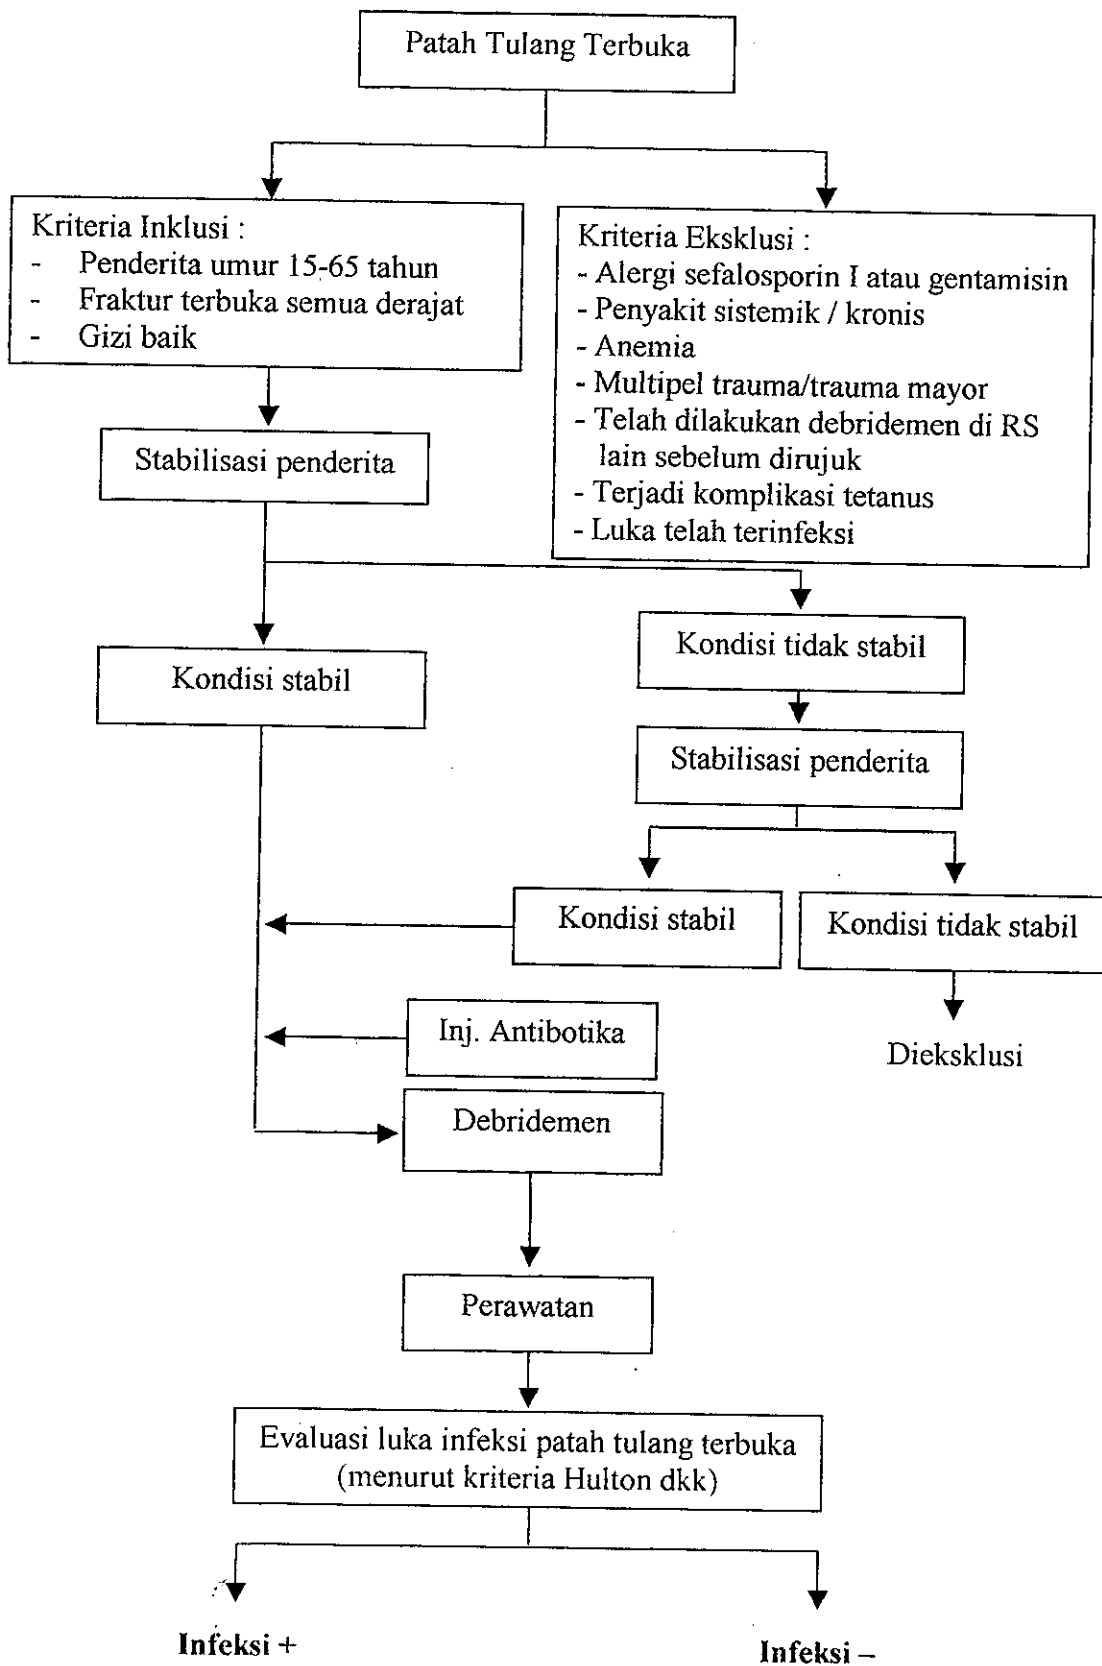 Patah Tulang Terbuka
Kriteria Inklusi :
- Penderita umur 15-65 tahun
- Fraktur terbuka semua derajat
- Gizi baik
Kriteria Eksklusi :
- Alergi sefalosporin I atau gentamisin
- Penyakit sistemik / kronis
- Anemia
- Multipel trauma/trauma mayor
- Telah dilakukan debridemen di RS
lain sebelum dirujuk
- Terjadi komplikasi tetanus
- Luka telah terinfeksi
Stabilisasi penderita
Kondisi stabil
Kondisi tidak stabil
Stabilisasi penderita
Kondisi stabil
Kondisi tidak stabil
Inj. Antibotika
Dieksklusi
Debridemen
Perawatan
Evaluasi luka infeksi patah tulang terbuka
(menurut kriteria Hulton dkk)
Infeksi +
Infeksi –